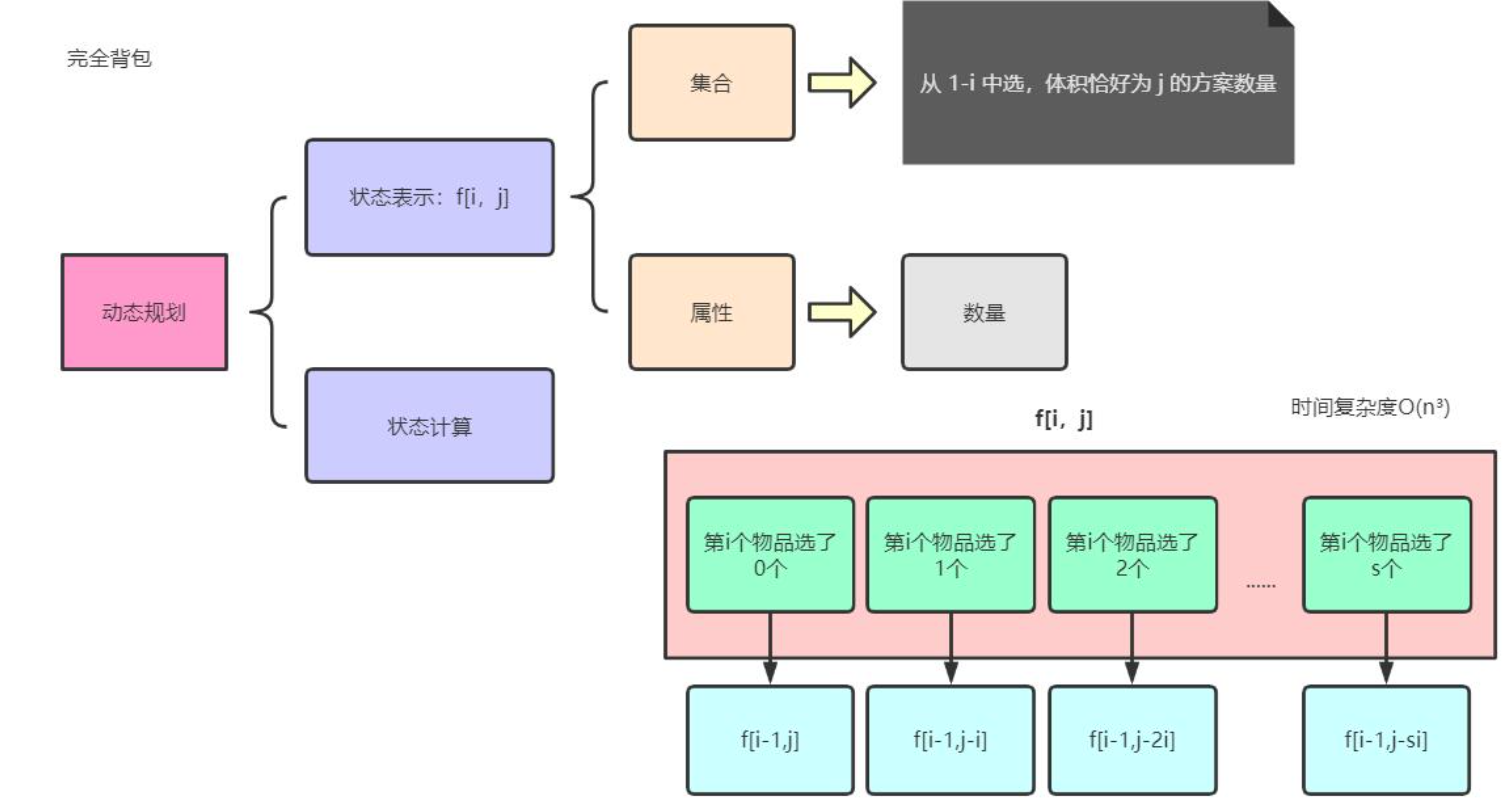 完全背包
集合
从 1-i 中选，体积恰好为 j 的方案数量
状态表示：f[i，j]
动态规划
属性
数量
状态计算
时间复杂度O(n³)
f[i，j]
第i个物品选了
0个
第i个物品选了
1个
第i个物品选了
2个
......
第i个物品选了
s个
f[i-1,j]
f[i-1,j-i]
f[i-1,j-2i]
f[i-1,j-si]